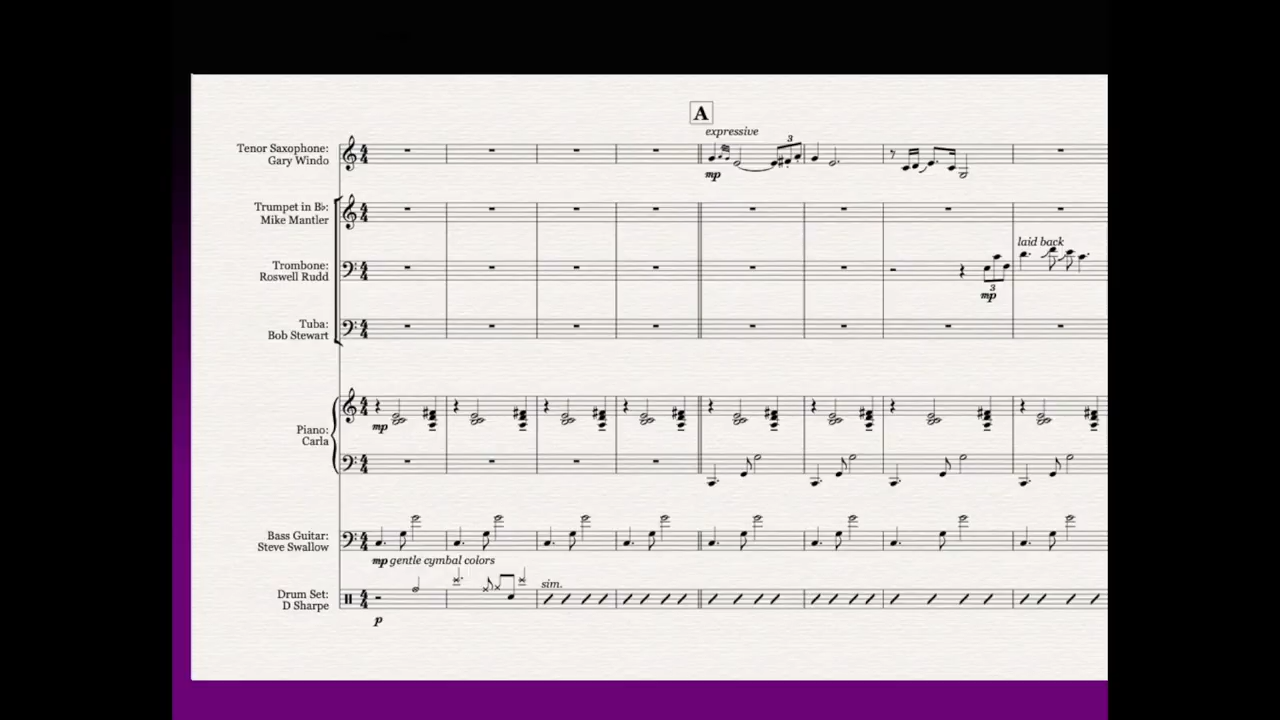 A
expressive
3
Tenor Saxophone:
Gary Windo
mp
Trumpet in B♭:
Mike Mantler
laid back
Trombone:
Roswell Rudd
3
mp
Tuba:
Bob Stewart
mp
Piano:
Carla
Bass Guitar:
Steve Swallow
mp gentle cymbal colors
sim.
Drum Set:
D Sharpe
p